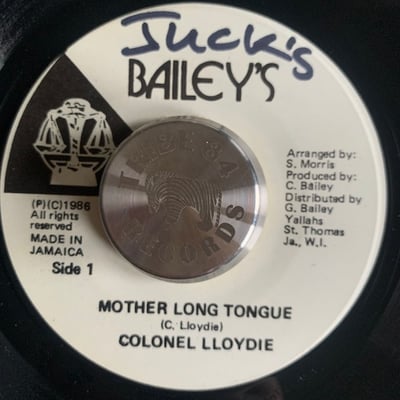 Juck's
BAILEY'S
(P)(C)1986
All rights
reserved
MADE IN
JAMAICA
Side 1
Arranged by:
S. Morris
Produced by:
C. Bailey
Distributed by
G. Bailey
Yallahs
St. Thomas
Ja., W.I.
RECORDS
MOTHER LONG TONGUE
(C. Lloydie)
COLONEL LLOYDIE